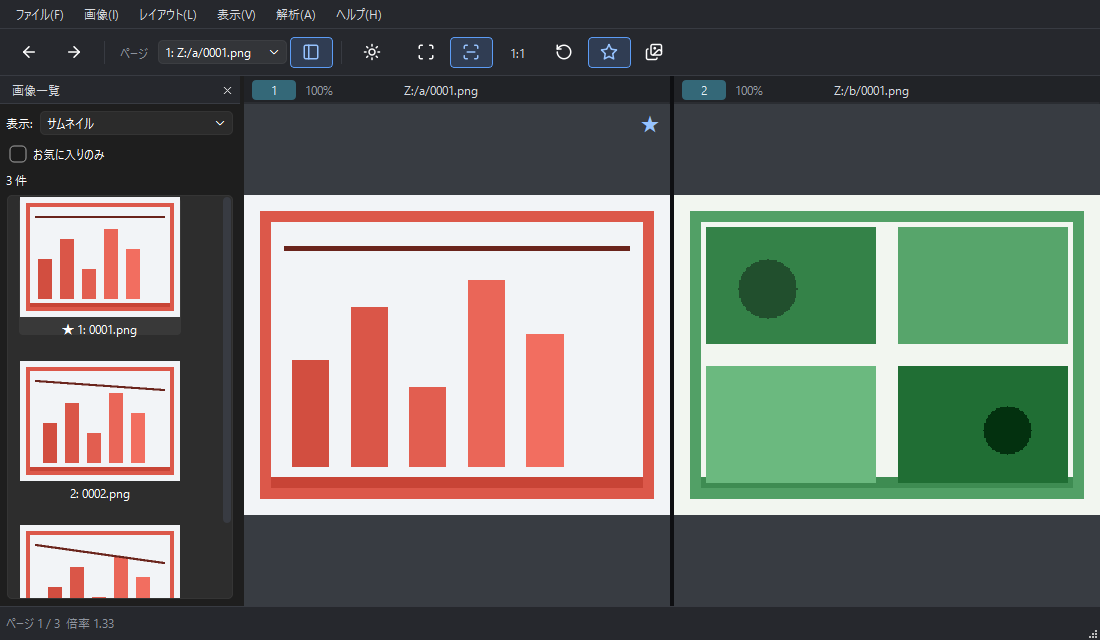 ファイル(F) 画像(I) レイアウト(L) 表示(V) 解析(A) ヘルプ(H)
ページ 1: Z:/a/0001.png 1:1
画像一覧
表示: サムネイル
お気に入りのみ
3 件
★ 1: 0001.png
2: 0002.png
1 100% Z:/a/0001.png
2 100% Z:/b/0001.png
ページ 1 / 3 倍率 1.33